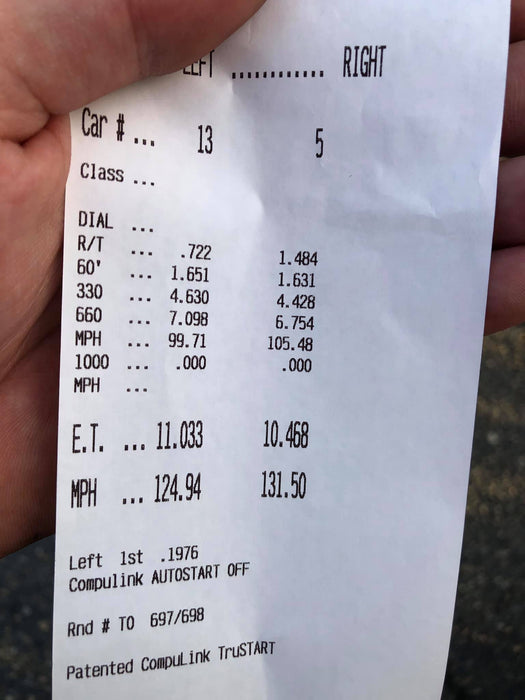 LEFT ............ RIGHT
Car # ... 13 5
Class ...
DIAL ...
R/T ... .722 1.484
60' ... 1.651 1.631
330 ... 4.630 4.428
660 ... 7.098 6.754
MPH ... 99.71 105.48
1000 ... .000 .000
MPH ...
E.T. ... 11.033 10.468
MPH ... 124.94 131.50
Left 1st .1976
Compulink AUTOSTART OFF
Rnd # TO 697/698
Patented CompuLink TruSTART